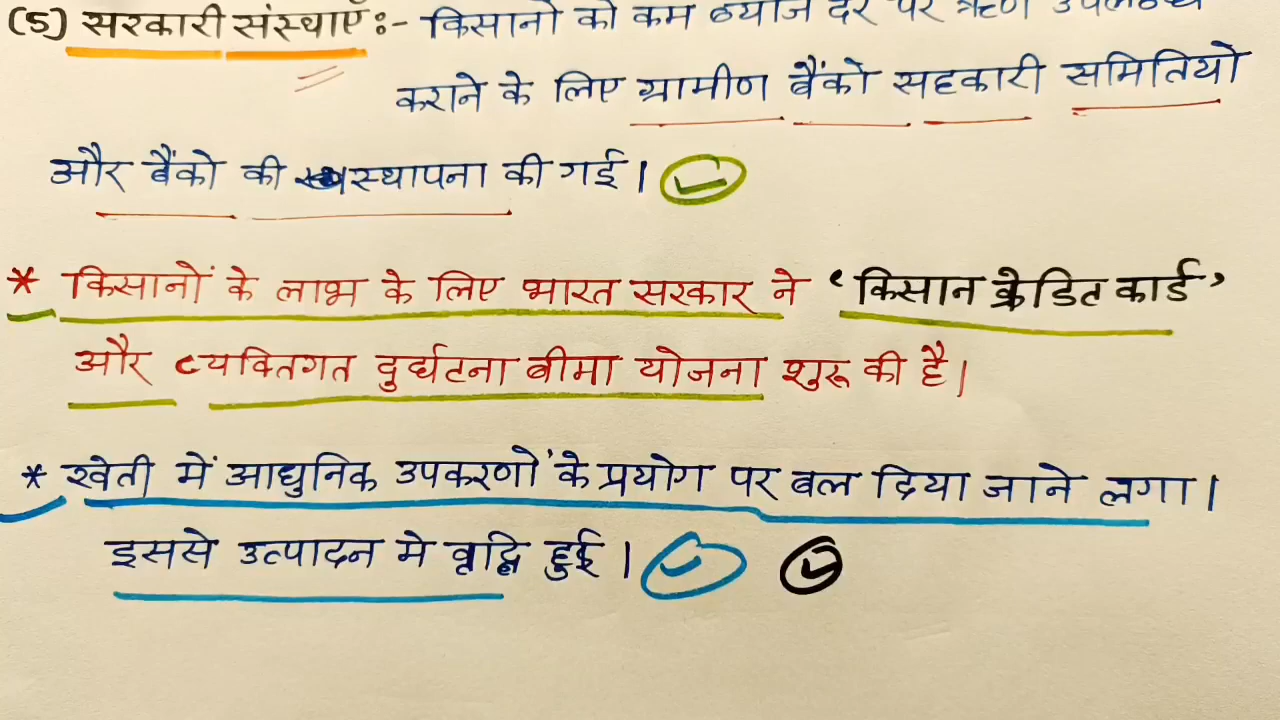 (5) सरकारी संस्थाएँ:- किसानो को कम ब्याज दर पर ऋण उपलब्ध
कराने के लिए ग्रामीण बैंको सहकारी समितियो
और बैंको की स्थापना की गई।
* किसानों के लाभ के लिए भारत सरकार ने ‘किसान क्रेडिट कार्ड’
और व्यक्तिगत दुर्घटना बीमा योजना शुरू की है।
* खेती में आधुनिक उपकरणों के प्रयोग पर बल दिया जाने लगा।
इससे उत्पादन मे वृद्धि हुई।